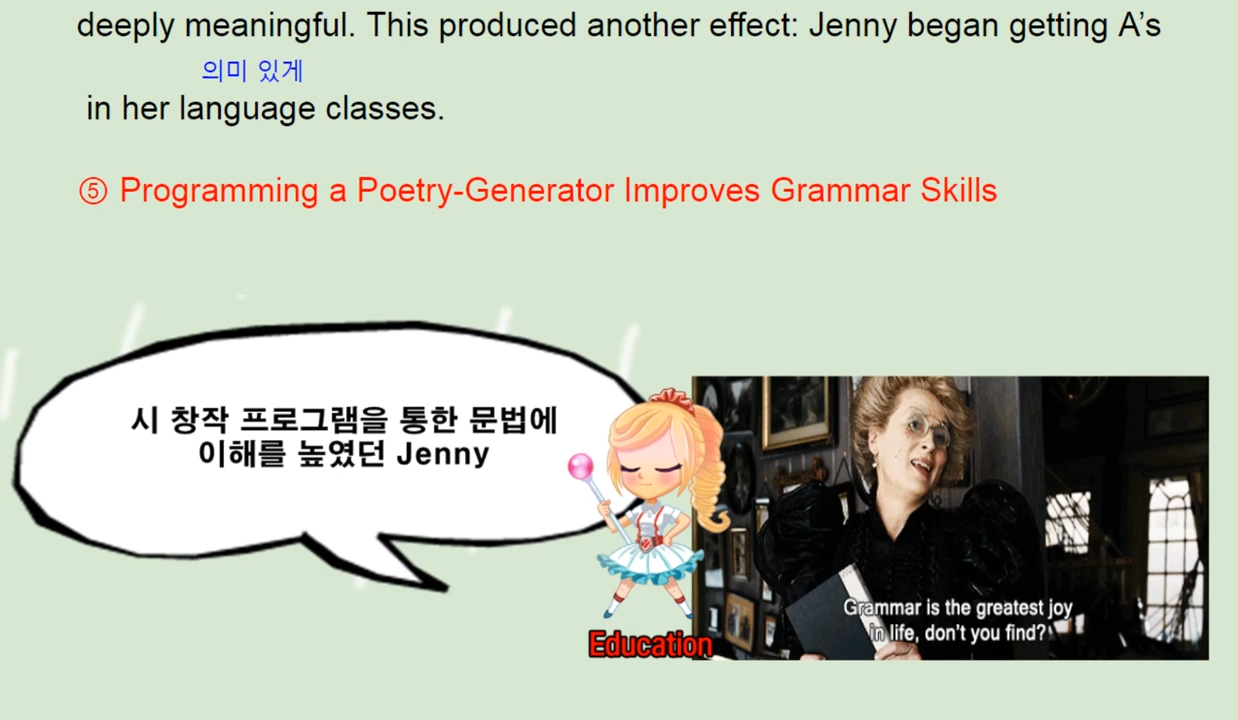 deeply meaningful. This produced another effect: Jenny began getting A's
의미 있게
in her language classes.
⑤ Programming a Poetry-Generator Improves Grammar Skills
시 창작 프로그램을 통한 문법에
이해를 높였던 Jenny
Education
Grammar is the greatest joy
in life, don't you find?